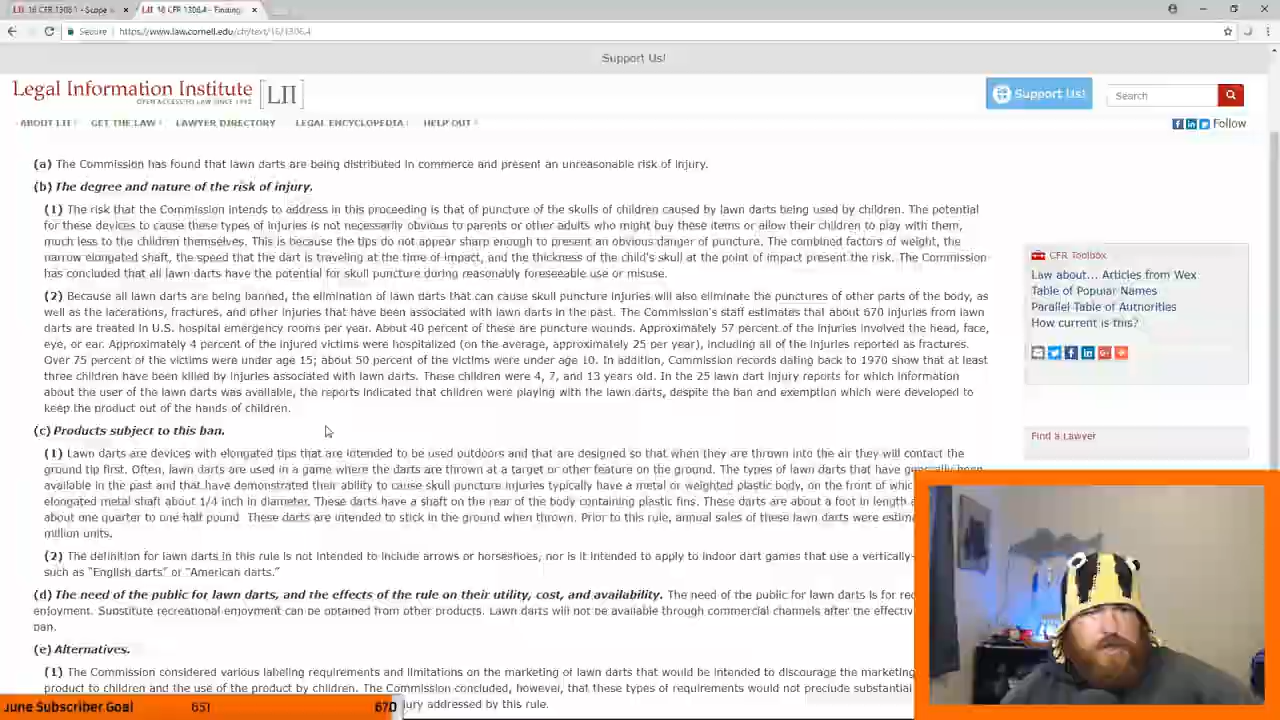 LII 16 CFR 1306.1 - Scope
LII 16 CFR 1306.4 - Finding
Secure
https://www.law.cornell.edu/cfr/text/16/1306.4
Support Us!
Legal Information Institute LII
OPEN ACCESS TO LAW SINCE 1992
Support Us!
Search
ABOUT LII GET THE LAW LAWYER DIRECTORY LEGAL ENCYCLOPEDIA HELP OUT
Follow
(a) The Commission has found that lawn darts are being distributed in commerce and present an unreasonable risk of injury.
(b) The degree and nature of the risk of injury.
(1) The risk that the Commission intends to address in this proceeding is that of puncture of the skulls of children caused by lawn darts being used by children. The potential
for these devices to cause these types of injuries is not necessarily obvious to parents or other adults who might buy these items or allow their children to play with them,
much less to the children themselves. This is because the tips do not appear sharp enough to present an obvious danger of puncture. The combined factors of weight, the
narrow elongated shaft, the speed that the dart is traveling at the time of impact, and the thickness of the child's skull at the point of impact present the risk. The Commission
has concluded that all lawn darts have the potential for skull puncture during reasonably foreseeable use or misuse.
(2) Because all lawn darts are being banned, the elimination of lawn darts that can cause skull puncture injuries will also eliminate the punctures of other parts of the body, as
well as the lacerations, fractures, and other injuries that have been associated with lawn darts in the past. The Commission's staff estimates that about 670 injuries from lawn
darts are treated in U.S. hospital emergency rooms per year. About 40 percent of these are puncture wounds. Approximately 57 percent of the injuries involved the head, face,
eye, or ear. Approximately 4 percent of the injured victims were hospitalized (on the average, approximately 25 per year), including all of the injuries reported as fractures.
Over 75 percent of the victims were under age 15; about 50 percent of the victims were under age 10. In addition, Commission records dating back to 1970 show that at least
three children have been killed by injuries associated with lawn darts. These children were 4, 7, and 13 years old. In the 25 lawn dart injury reports for which information
about the user of the lawn darts was available, the reports indicated that children were playing with the lawn darts, despite the ban and exemption which were developed to
keep the product out of the hands of children.
(c) Products subject to this ban.
(1) Lawn darts are devices with elongated tips that are intended to be used outdoors and that are designed so that when they are thrown into the air they will contact the
ground tip first. Often, lawn darts are used in a game where the darts are thrown at a target or other feature on the ground. The types of lawn darts that have generally been
available in the past and that have demonstrated their ability to cause skull puncture injuries typically have a metal or weighted plastic body, on the front of whic
elongated metal shaft about 1/4 inch in diameter. These darts have a shaft on the rear of the body containing plastic fins. These darts are about a foot in length a
about one quarter to one half pound These darts are intended to stick in the ground when thrown. Prior to this rule, annual sales of these lawn darts were estima
million units.
(2) The definition for lawn darts in this rule is not intended to include arrows or horseshoes, nor is it intended to apply to indoor dart games that use a vertically-
such as "English darts" or "American darts."
(d) The need of the public for lawn darts, and the effects of the rule on their utility, cost, and availability. The need of the public for lawn darts is for rec
enjoyment. Substitute recreational enjoyment can be obtained from other products. Lawn darts will not be available through commercial channels after the effectiv
ban.
(e) Alternatives.
(1) The Commission considered various labeling requirements and limitations on the marketing of lawn darts that would be intended to discourage the marketing
product to children and the use of the product by children. The Commission concluded, however, that these types of requirements would not preclude substantial
jury addressed by this rule.
CFR Toolbox
Law about... Articles from Wex
Table of Popular Names
Parallel Table of Authorities
How current is this?
Find a Lawyer
June Subscriber Goal 651 670